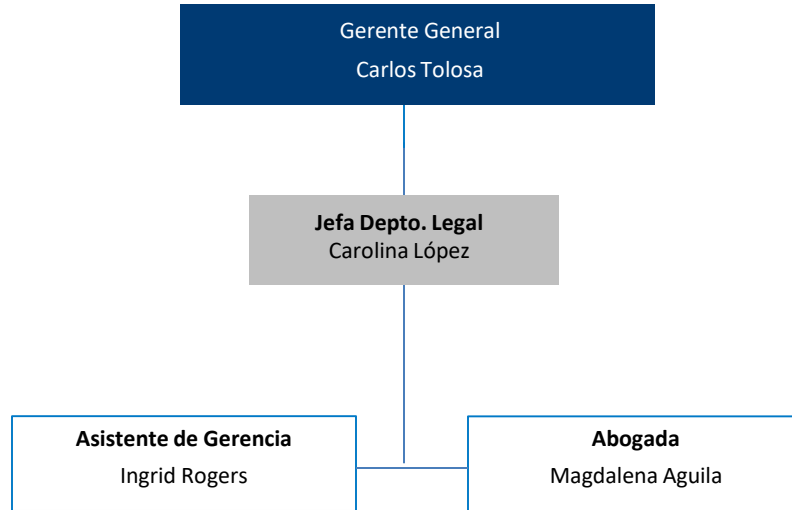 Gerente General
Carlos Tolosa
Jefa Depto. Legal
Carolina López
Asistente de Gerencia
Ingrid Rogers
Abogada
Magdalena Aguila